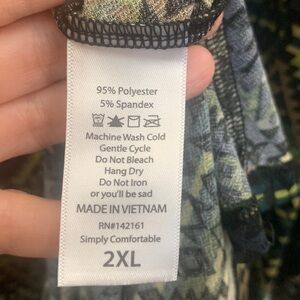 95% Polyester
5% Spandex
Machine Wash Cold
Gentle Cycle
Do Not Bleach
Hang Dry
Do Not Iron
or you'll be sad
MADE IN VIETNAM
RN#142161
Simply Comfortable
2XL